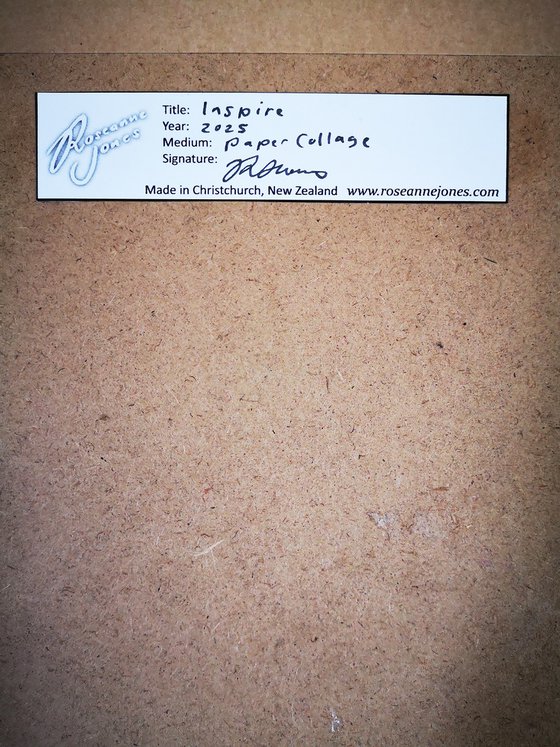 Roseanne
Jones
Title: Inspire
Year: 2025
Medium: paper Collage
Signature:
Made in Christchurch, New Zealand www.roseannejones.com